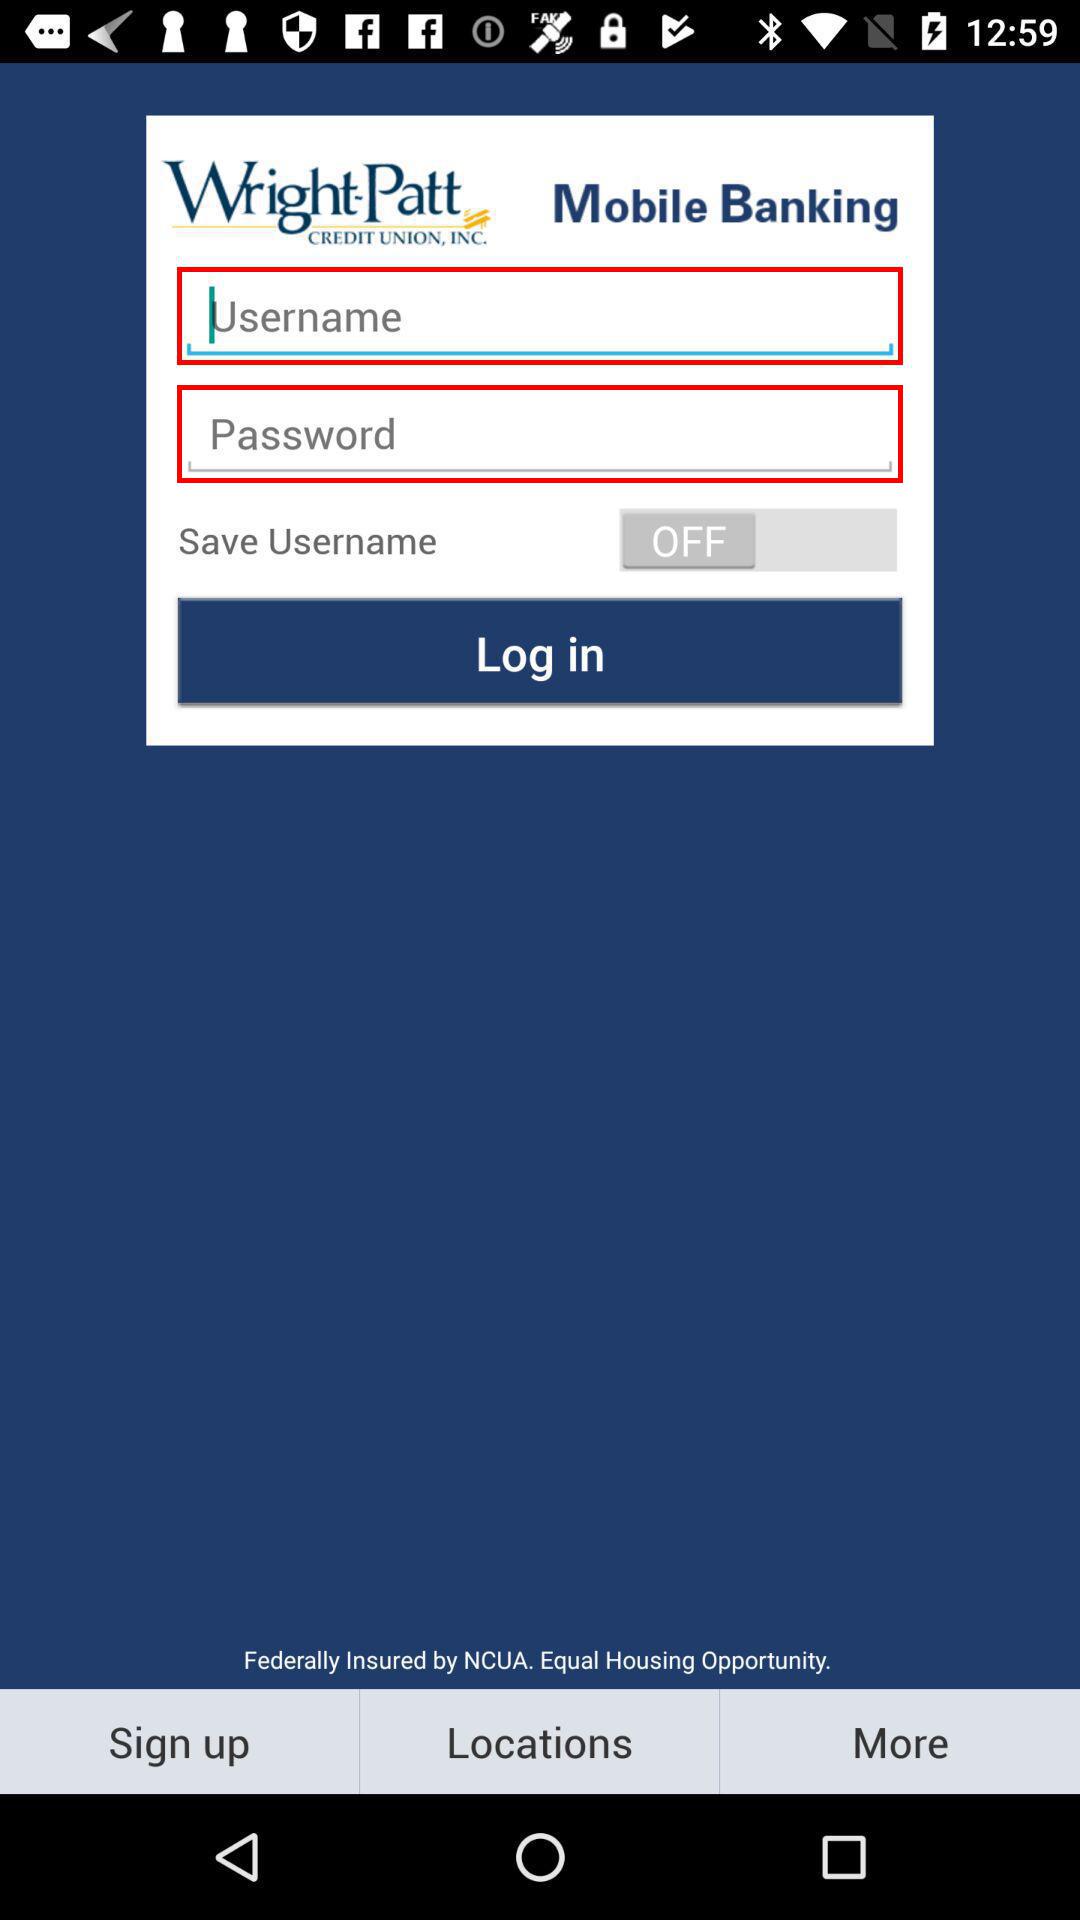 FAKE
12:59
Wright-Patt
CREDIT UNION, INC.
Mobile Banking
Username
Password
Save Username
OFF
Log in
Federally Insured by NCUA. Equal Housing Opportunity.
Sign up
Locations
More